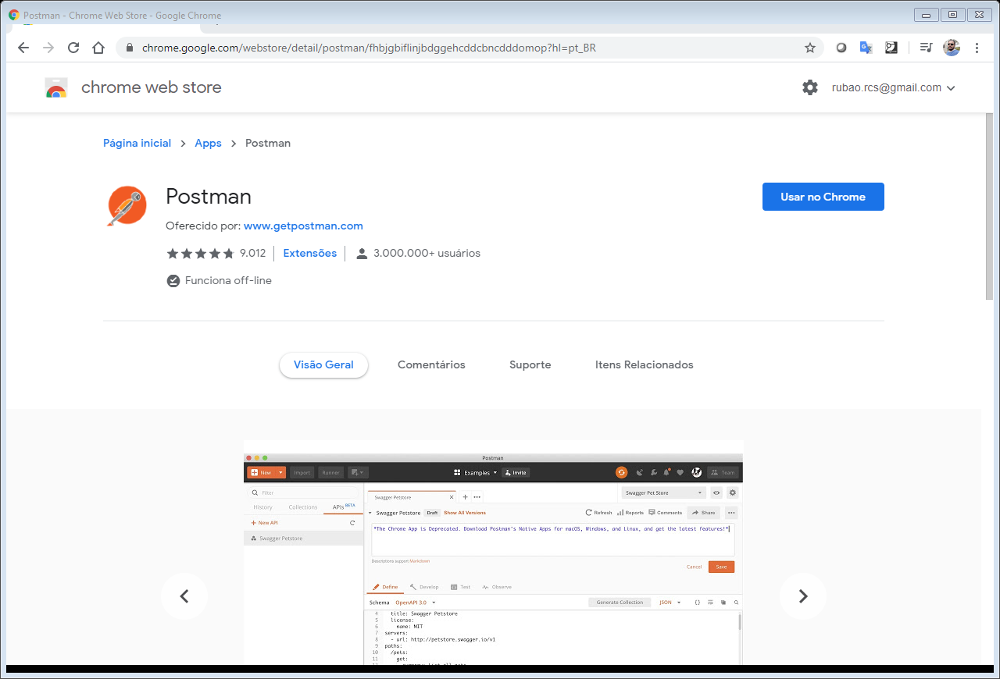 Postman - Chrome Web Store - Google Chrome
chrome.google.com/webstore/detail/postman/fhbjgbiflinjbdggehcddcbncdddomop?hl=pt_BR
chrome web store
rubao.rcs@gmail.com
Página inicial > Apps > Postman
Postman
Usar no Chrome
Oferecido por: www.getpostman.com
9.012 Extensões 3.000.000+ usuários
Funciona off-line
Visão Geral Comentários Suporte Itens Relacionados
Postman
New Import Runner Examples Invite Team
Filter
Swagger Petstore
Swagger Pet Store
History Collections APIs BETA
Swagger Petstore Draft Show All Versions Refresh Reports Comments Share
+ New API
Swagger Petstore
*The Chrome App is Deprecated. Download Postman's Native Apps for macOS, Windows, and Linux, and get the latest features!*
Descriptions support Markdown
Cancel Save
Define Develop Test Observe
Schema OpenAPI 3.0 Generate Collection JSON
4 title: Swagger Petstore
5 license:
6 name: MIT
7 servers:
8 - url: http://petstore.swagger.io/v1
9 paths:
10 /pets:
11 get: